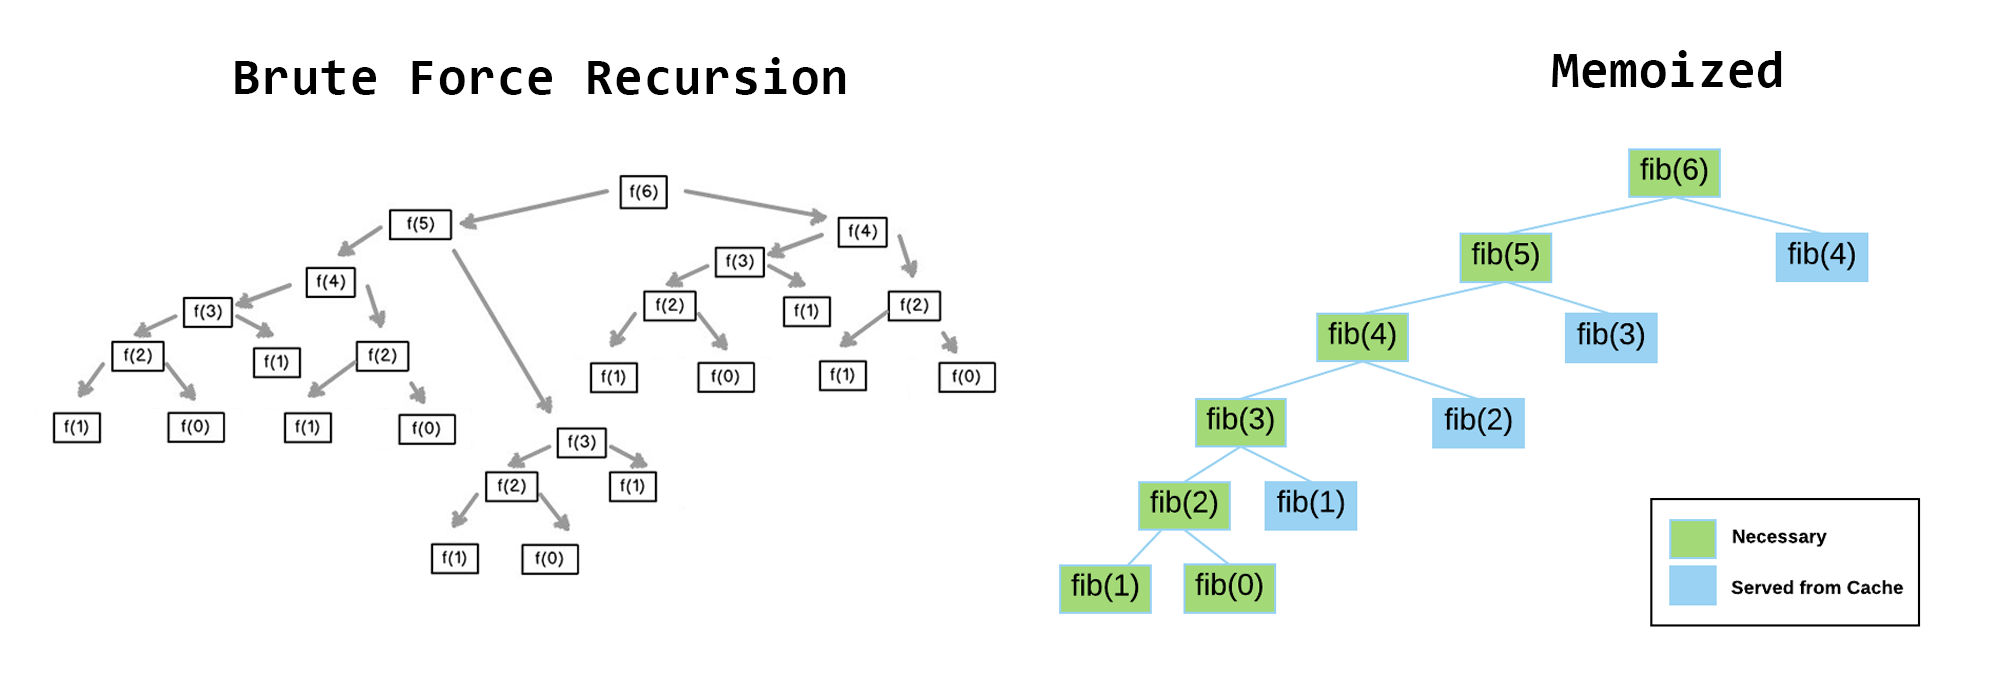 Brute Force Recursion
f(6)
f(5)
f(4)
f(4)
f(3)
f(3)
f(2)
f(1)
f(2)
f(2)
f(1)
f(2)
f(1)
f(0)
f(1)
f(0)
f(1)
f(0)
f(1)
f(0)
f(3)
f(2)
f(1)
f(1)
f(0)
Memoized
fib(6)
fib(5)
fib(4)
fib(4)
fib(3)
fib(3)
fib(2)
fib(2)
fib(1)
fib(1)
fib(0)
Necessary
Served from Cache